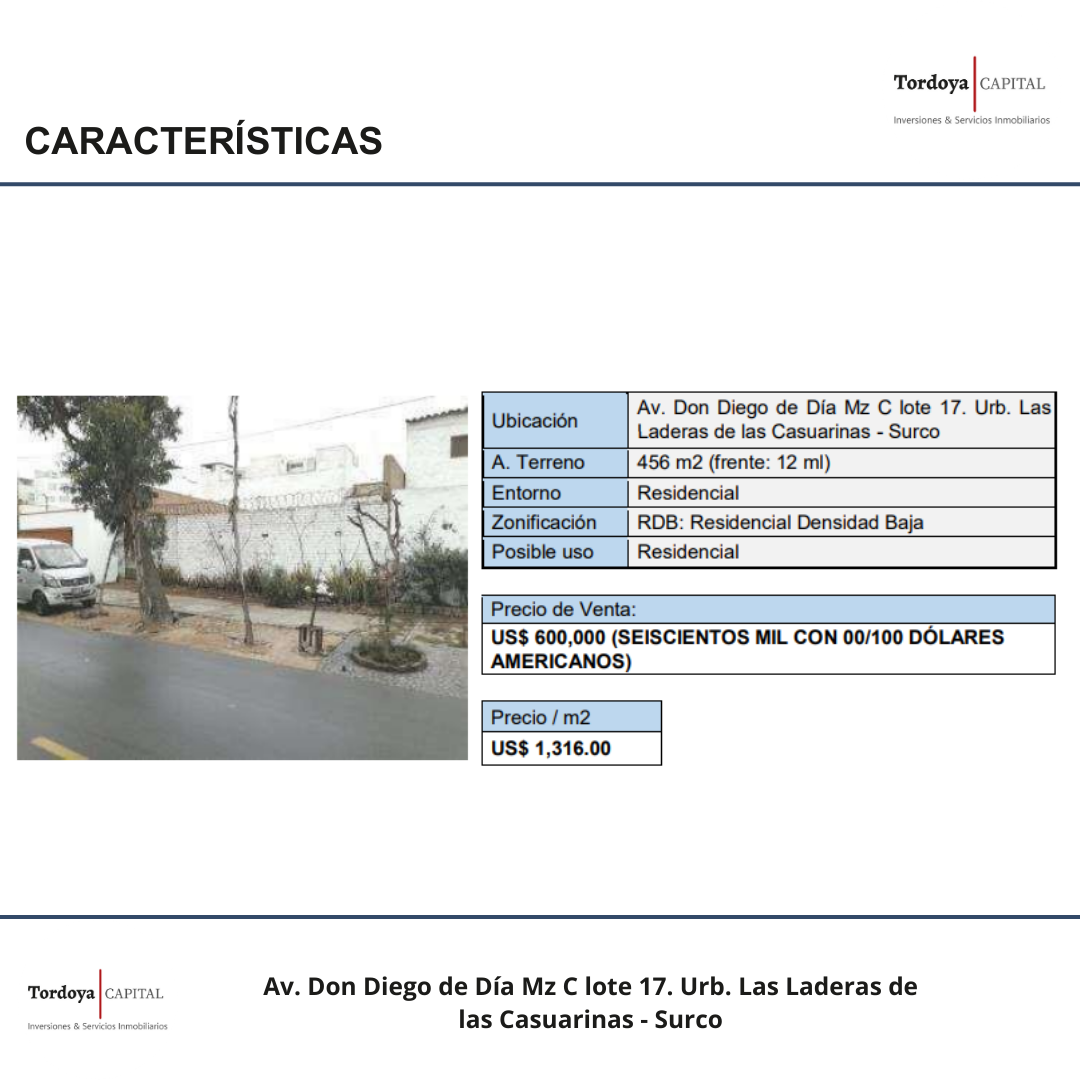 Tordoya CAPITAL
Inversiones & Servicios Inmobiliarios
CARACTERÍSTICAS
Ubicación
Av. Don Diego de Día Mz C lote 17. Urb. Las
Laderas de las Casuarinas - Surco
A. Terreno
456 m2 (frente: 12 ml)
Entorno
Residencial
Zonificación
RDB: Residencial Densidad Baja
Posible uso
Residencial
Precio de Venta:
US$ 600,000 (SEISCIENTOS MIL CON 00/100 DÓLARES
AMERICANOS)
Precio / m2
US$ 1,316.00
Tordoya CAPITAL
Inversiones & Servicios Inmobiliarios
Av. Don Diego de Día Mz C lote 17. Urb. Las Laderas de
las Casuarinas - Surco